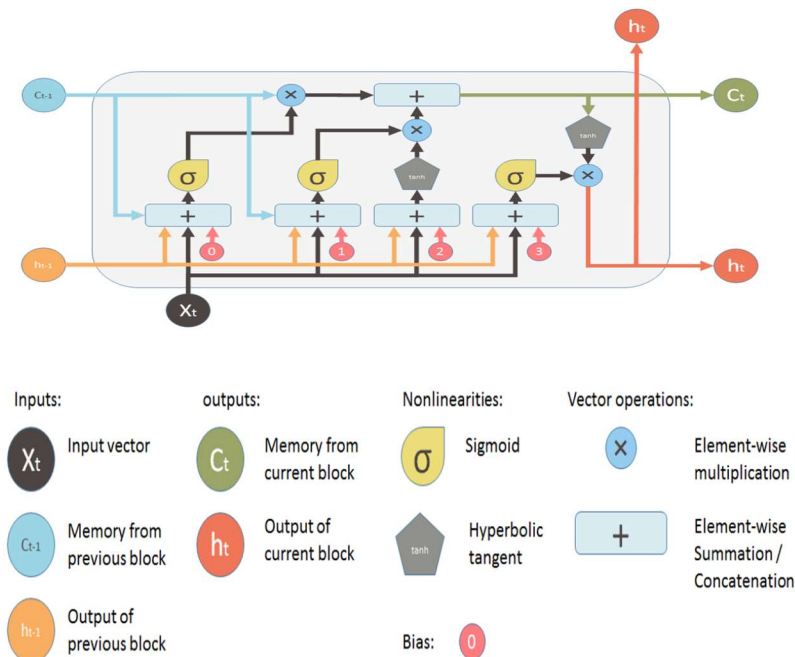 hₜ
Cₜ₋₁
×
+
Cₜ
tanh
×
σ
σ
tanh
σ
×
+
+
+
+
0
1
2
3
hₜ₋₁
hₜ
Xₜ
Inputs:
outputs:
Nonlinearities:
Vector operations:
Xₜ
Input vector
Cₜ
Memory from
current block
σ
Sigmoid
×
Element-wise
multiplication
Cₜ₋₁
Memory from
previous block
hₜ
Output of
current block
tanh
Hyperbolic
tangent
+
Element-wise
Summation /
Concatenation
hₜ₋₁
Output of
previous block
Bias:
0